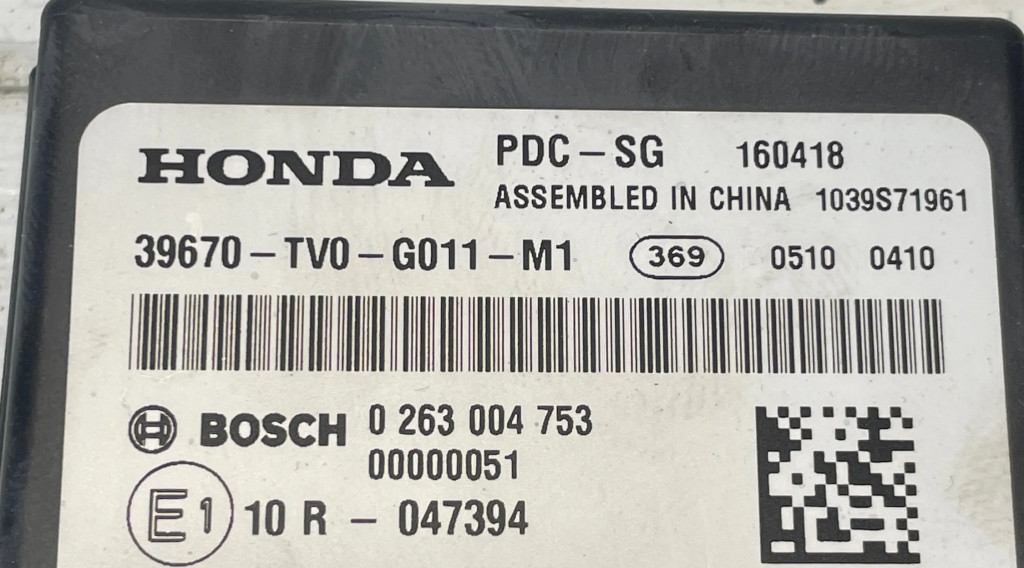 HONDA PDC-SG 160418
ASSEMBLED IN CHINA 1039S71961
39670-TV0-G011-M1 369 0510 0410
BOSCH 0 263 004 753
00000051
E1 10 R - 047394